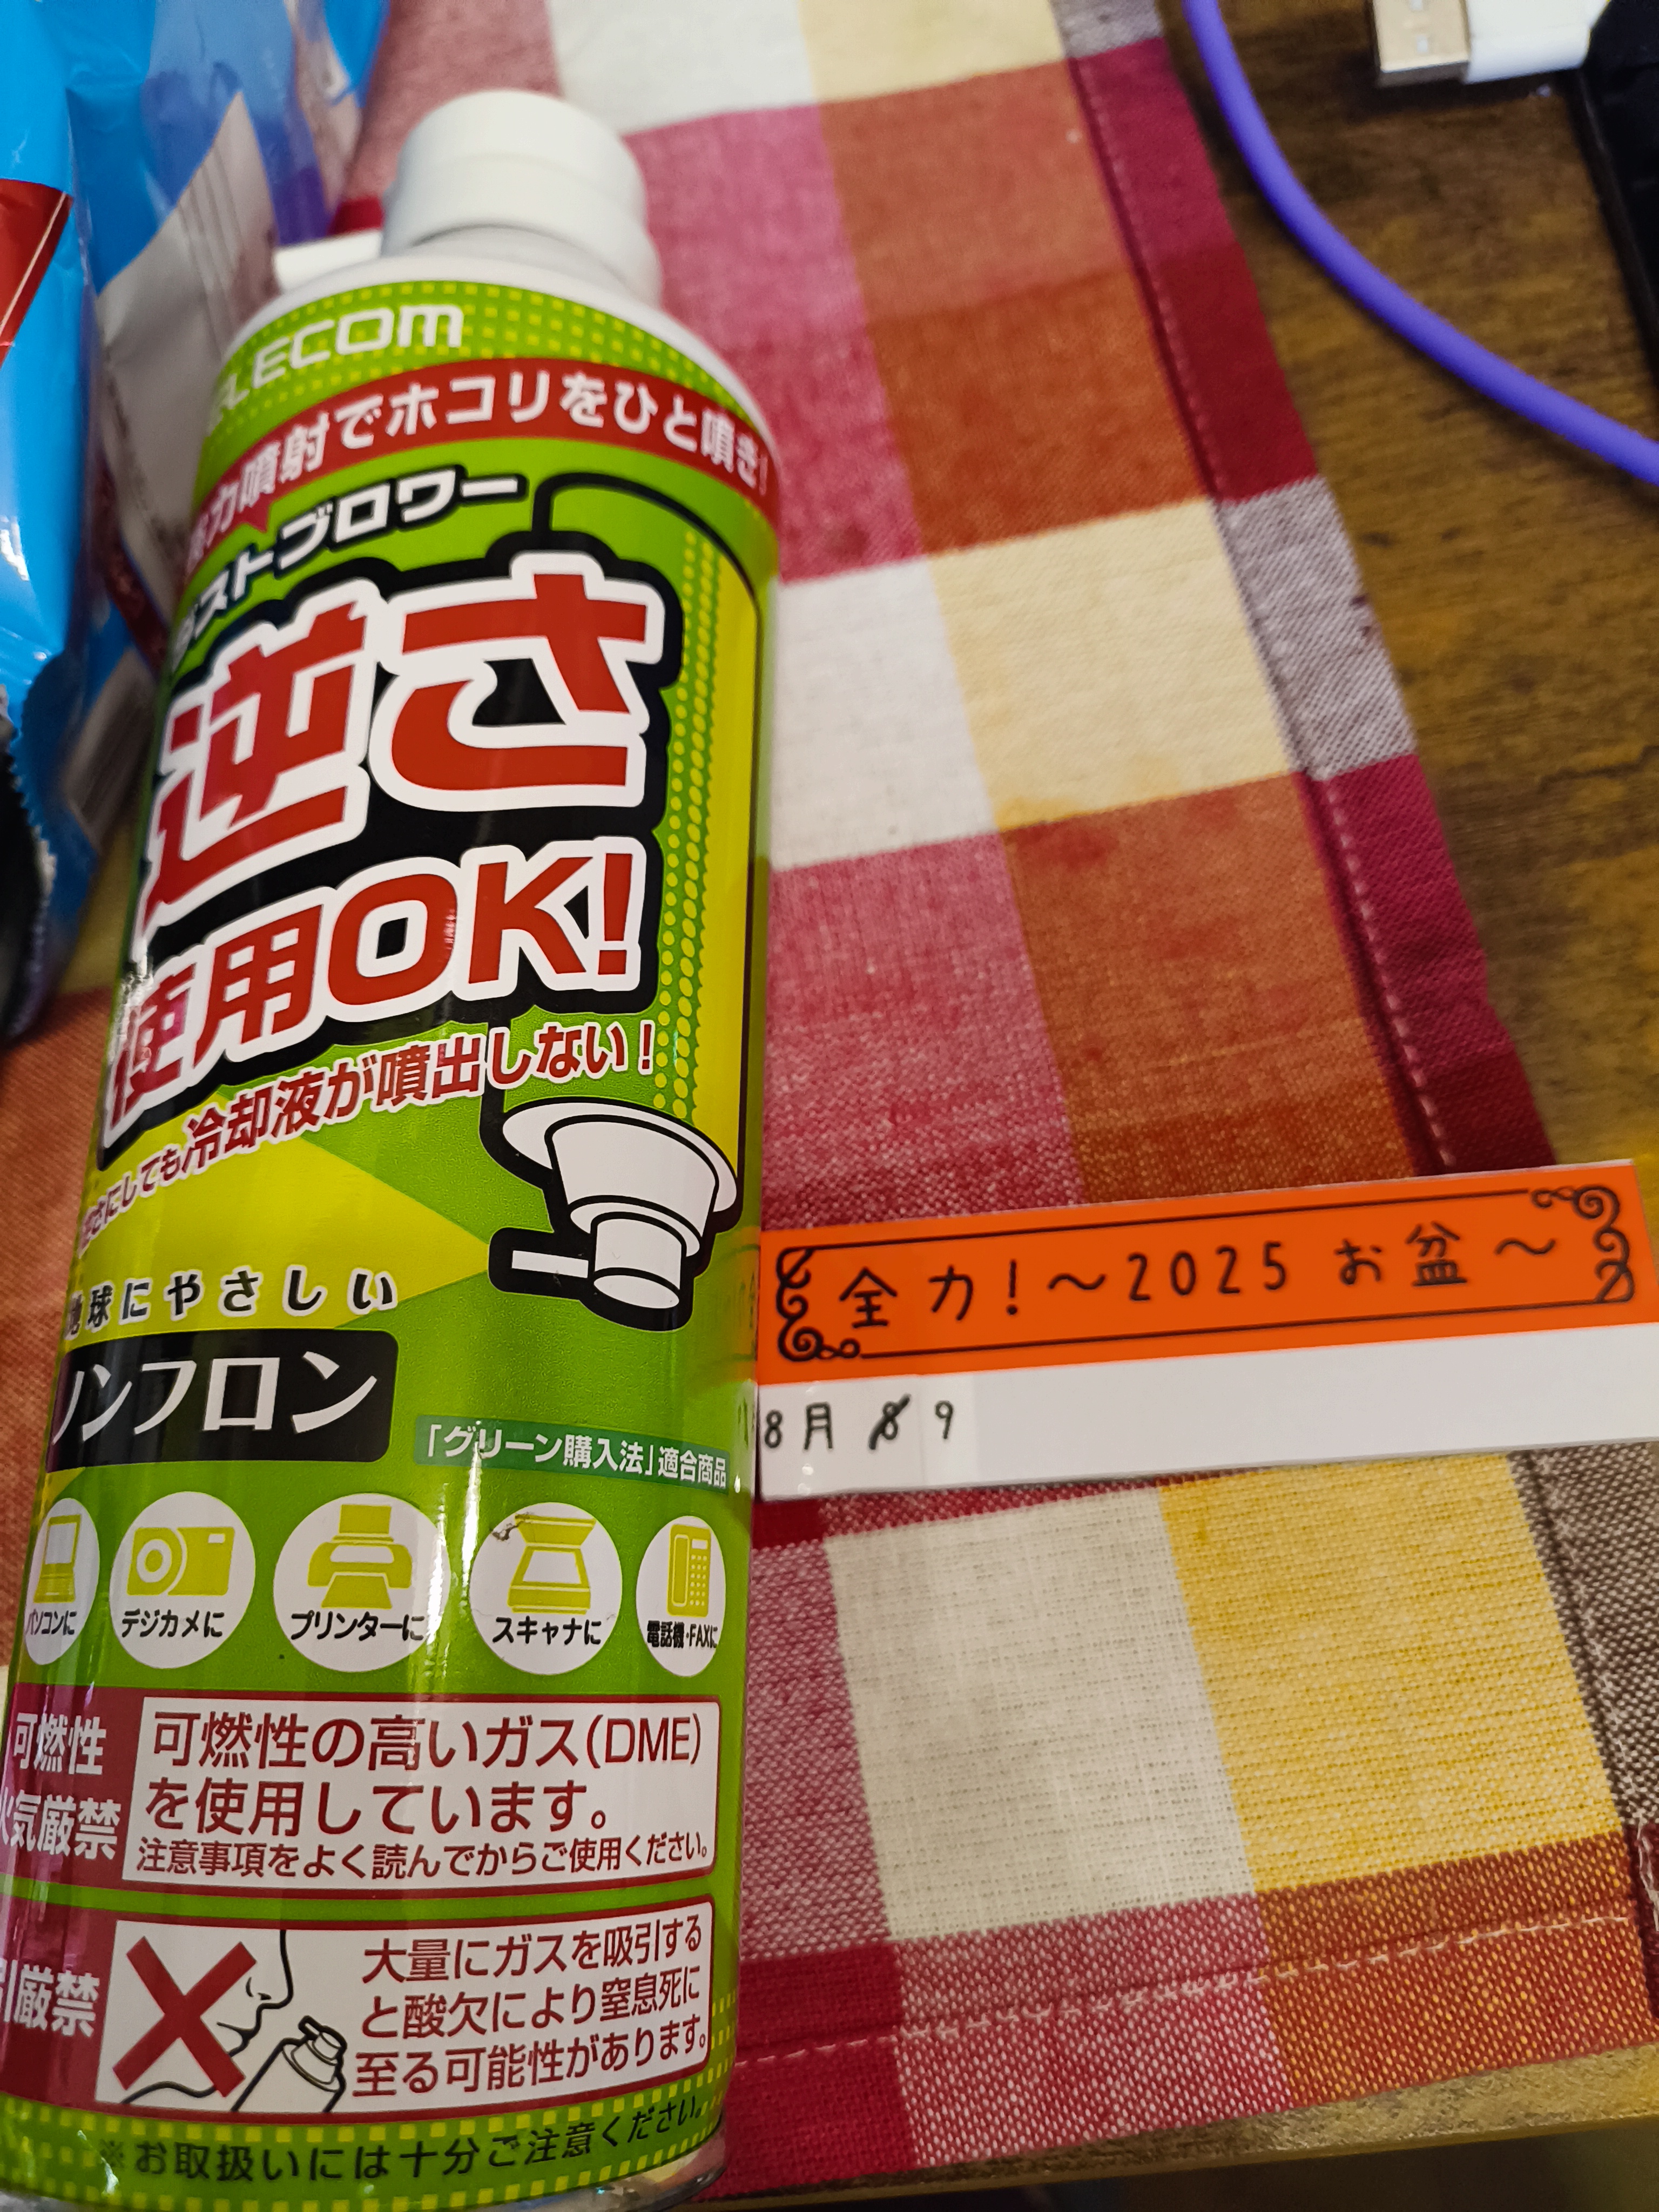 ELECOM
力噴射でホコリをひと噴き!
ダストブロワー
逆さ
使用OK!
逆さにしても冷却液が噴出しない!
地球にやさしい
ノンフロン
「グリーン購入法」適合商品
パソコンに
デジカメに
プリンターに
スキャナに
電話機・FAXに
可燃性
火気厳禁
可燃性の高いガス(DME)
を使用しています。
注意事項をよく読んでからご使用ください。
引厳禁
大量にガスを吸引する
と酸欠により窒息死に
至る可能性があります。
※お取扱いには十分ご注意ください。
全力!～2025 お盆～
8月 8 9